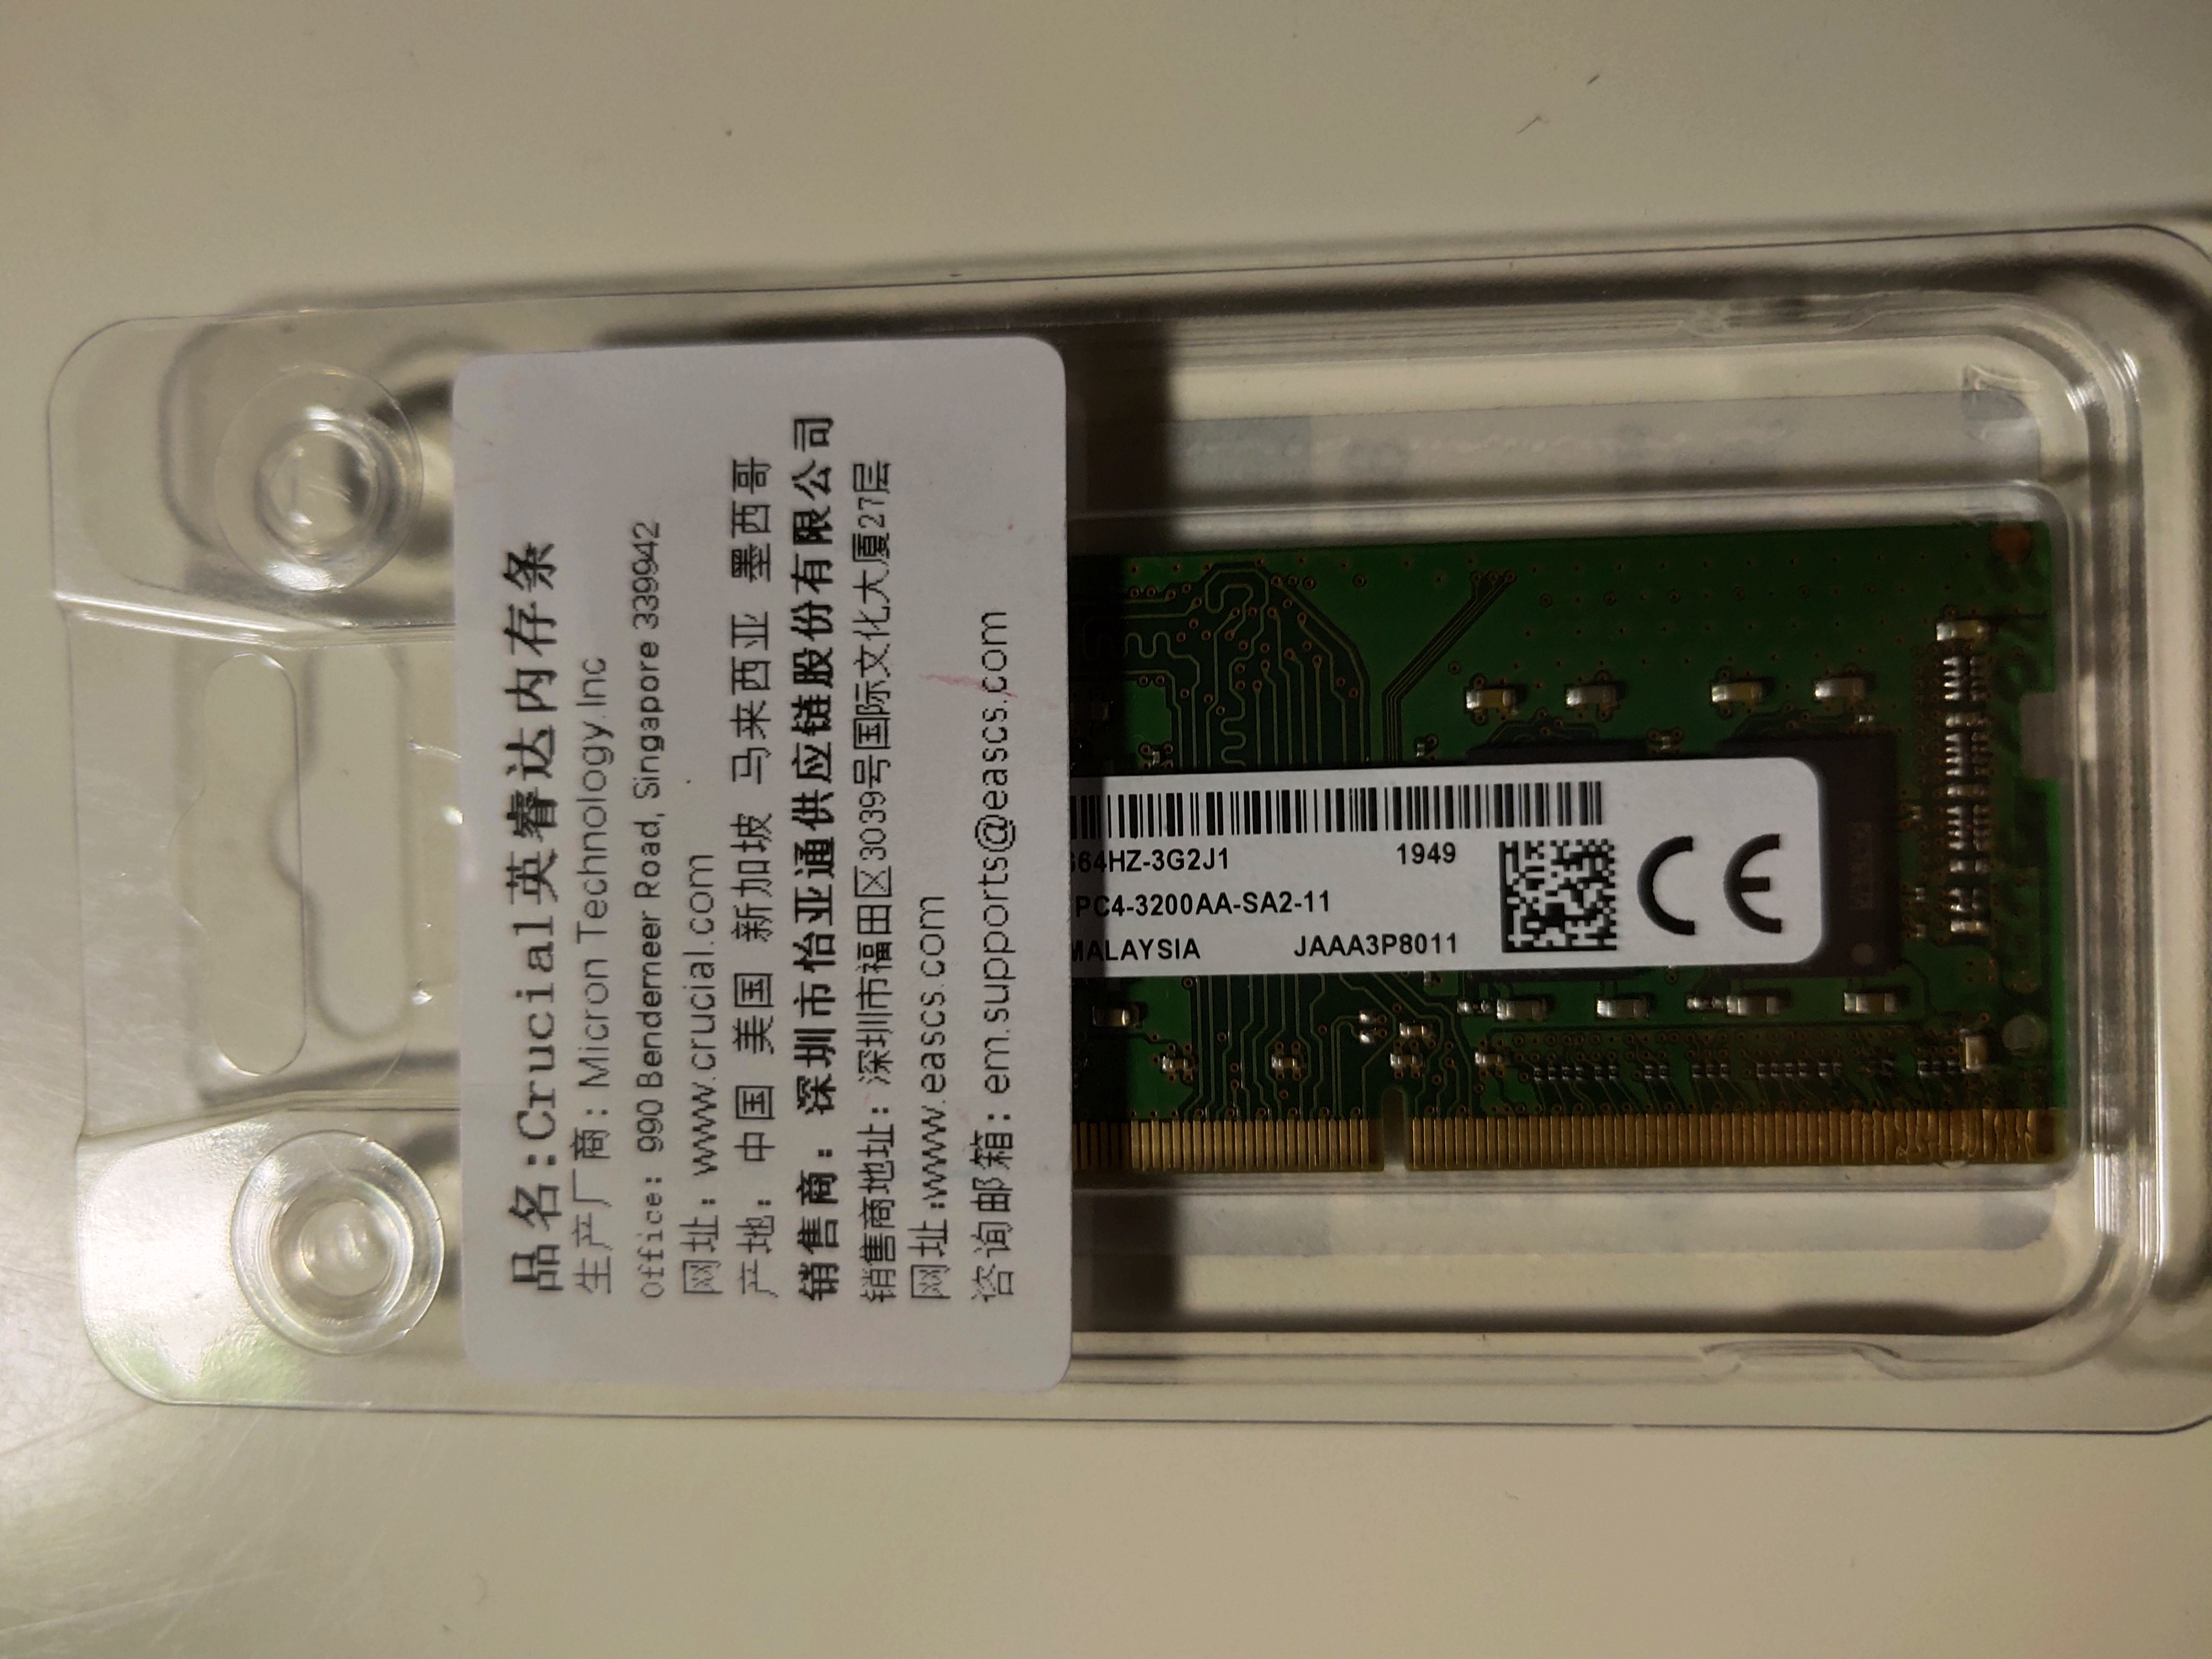 品名:Crucial英睿达内存条
生产厂商: Micron Technology.Inc
Office: 990 Bendemeer Road, Singapore 339942
网址: www.crucial.com
产地: 中国 美国 新加坡 马来西亚 墨西哥
销售商: 深圳市怡亚通供应链股份有限公司
销售商地址: 深圳市福田区3039号国际文化大厦27层
网址:www.eascs.com
咨询邮箱: em.supports@eascs.com
G64HZ-3G2J1 1949
PC4-3200AA-SA2-11
MALAYSIA JAAA3P8011
CE